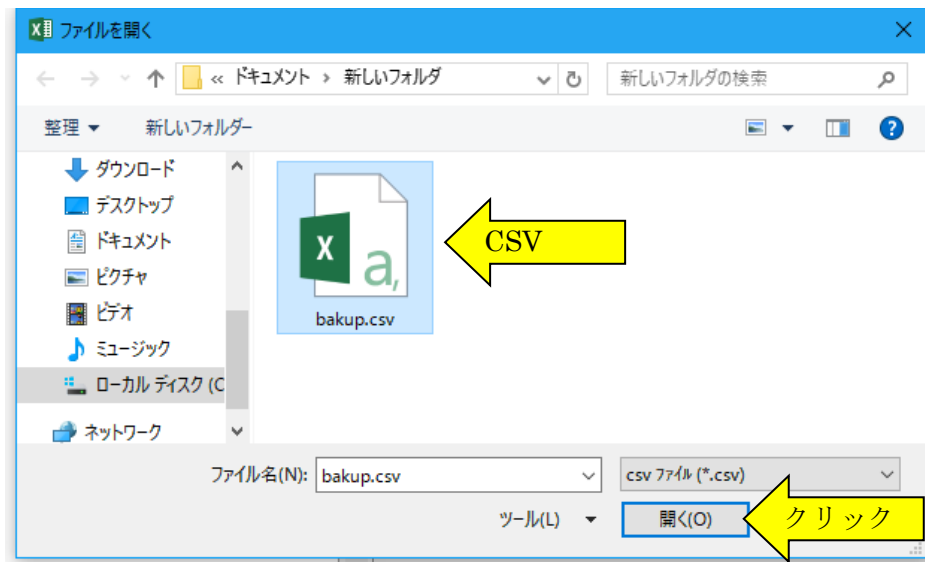 ファイルを開く
« ドキュメント › 新しいフォルダ
新しいフォルダの検索
整理
新しいフォルダー
ダウンロード
デスクトップ
ドキュメント
ピクチャ
ビデオ
ミュージック
ローカル ディスク (C
ネットワーク
X a,
bakup.csv
CSV
ファイル名(N): bakup.csv
csv ファイル (*.csv)
ツール(L)
開く(O)
クリック